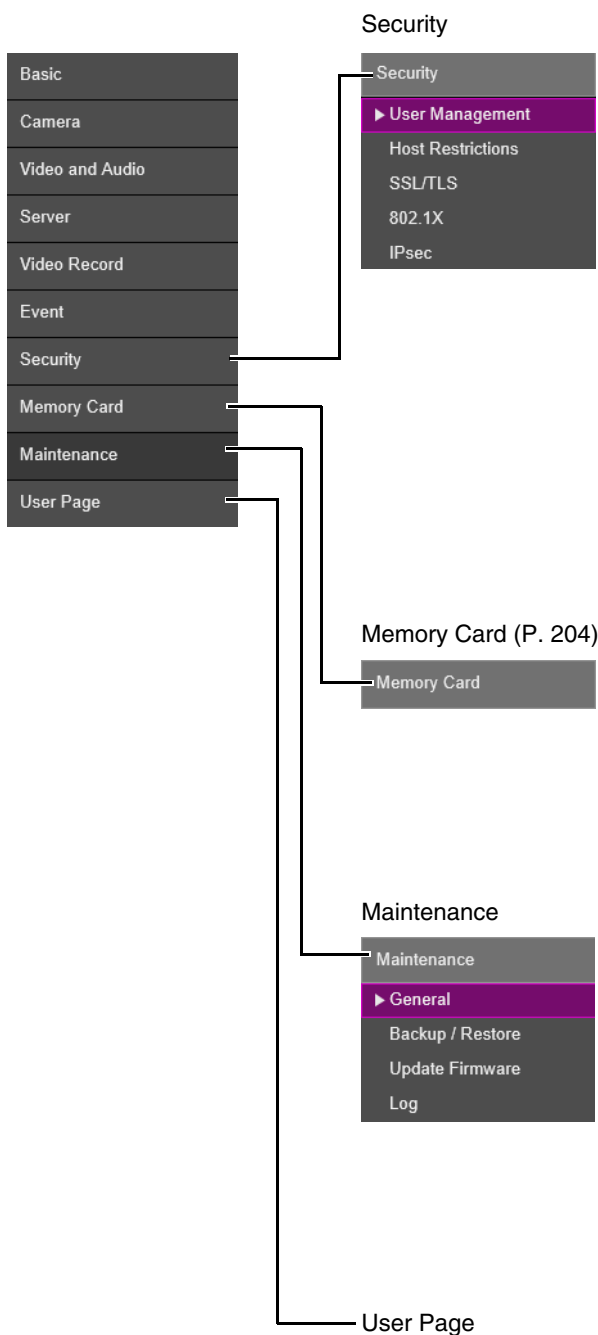 Basic
Camera
Video and Audio
Server
Video Record
Event
Security
Memory Card
Maintenance
User Page
Security
Security
User Management
Host Restrictions
SSL/TLS
802.1X
IPsec
Memory Card (P. 204)
Memory Card
Maintenance
Maintenance
General
Backup / Restore
Update Firmware
Log
User Page